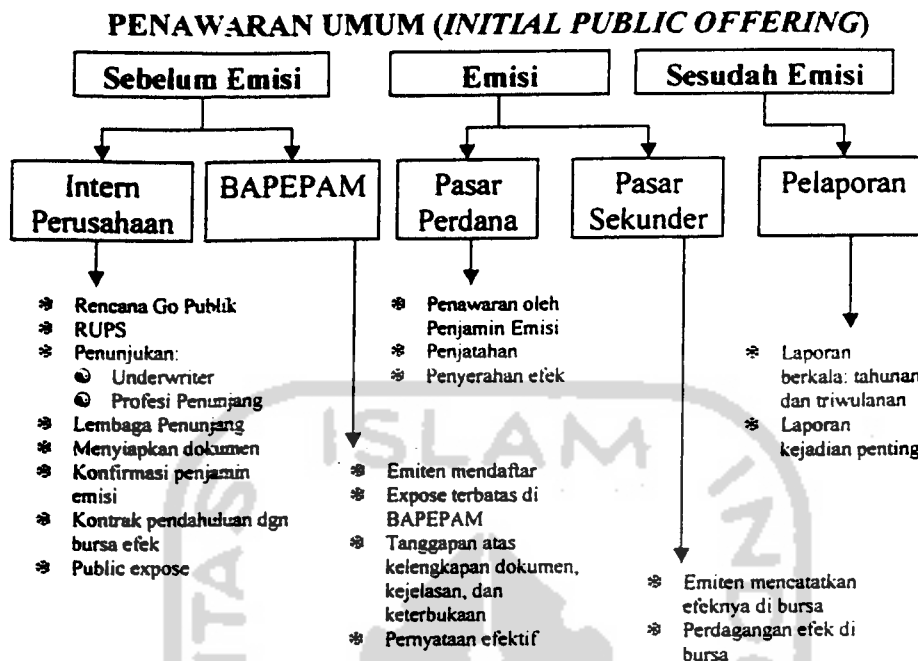 PENAWARAN UMUM (INITIAL PUBLIC OFFERING)
Sebelum Emisi
Emisi
Sesudah Emisi
Intern
Perusahaan
BAPEPAM
Pasar
Perdana
Pasar
Sekunder
Pelaporan
Rencana Go Publik
RUPS
Penunjukan:
Underwriter
Profesi Penunjang
Lembaga Penunjang
Menyiapkan dokumen
Konfirmasi penjamin
emisi
Kontrak pendahuluan dgn
bursa efek
Public expose
Emiten mendaftar
Expose terbatas di
BAPEPAM
Tanggapan atas
kelengkapan dokumen,
kejelasan, dan
keterbukaan
Pernyataan efektif
Penawaran oleh
Penjamin Emisi
Penjatahan
Penyerahan efek
Emiten mencatatkan
efeknya di bursa
Perdagangan efek di
bursa
Laporan
berkala: tahunan
dan triwulanan
Laporan
kejadian penting
ISLAM